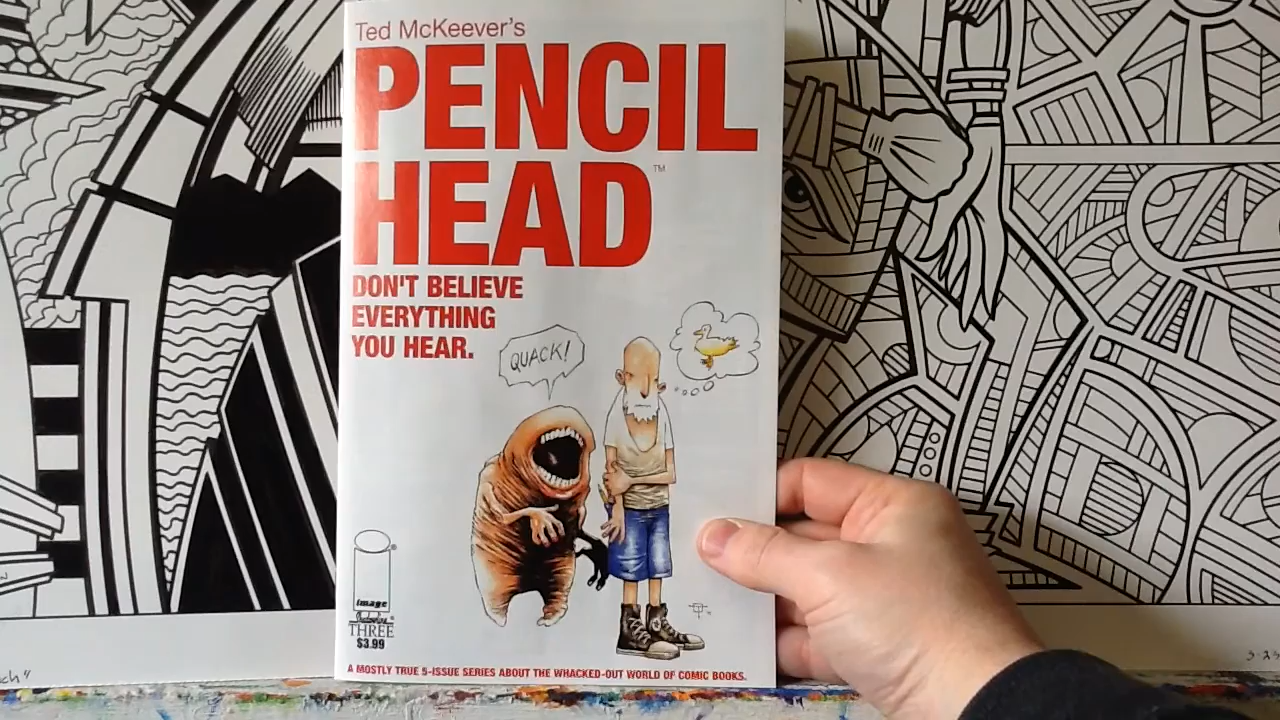 Ted McKeever's
PENCIL
HEAD™
DON'T BELIEVE
EVERYTHING
YOU HEAR.
QUACK!
image
THREE
$3.99
A MOSTLY TRUE 5-ISSUE SERIES ABOUT THE WHACKED-OUT WORLD OF COMIC BOOKS.